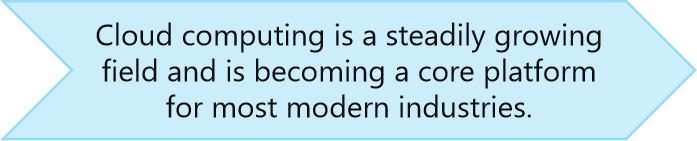 Cloud computing is a steadily growing
field and is becoming a core platform
for most modern industries.